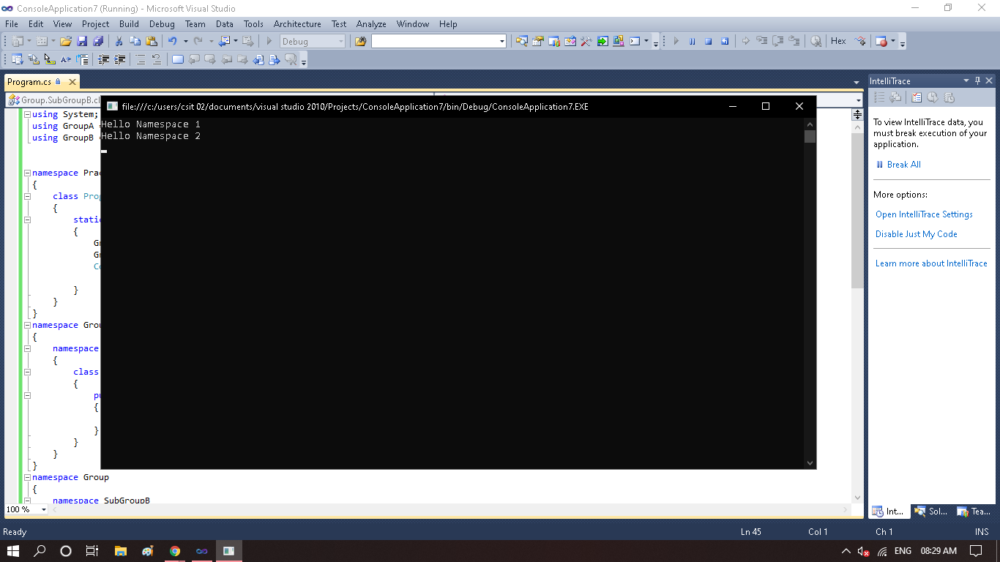 ConsoleApplication7 (Running) - Microsoft Visual Studio
File Edit View Project Build Debug Team Data Tools Architecture Test Analyze Window Help
Debug
Hex
Program.cs
IntelliTrace
Group.SubGroupB.cl
file:///c:/users/csit 02/documents/visual studio 2010/Projects/ConsoleApplication7/bin/Debug/ConsoleApplication7.EXE
Hello Namespace 1
Hello Namespace 2
using System;
using GroupA =
using GroupB =
namespace Prac
{
class Prog
{
static
{
Gr
Gr
Co
}
}
}
namespace Grou
{
namespace
{
class
{
pu
{
}
}
}
}
namespace Group
{
namespace SubGroupB
100 %
To view IntelliTrace data, you
must break execution of your
application.
Break All
More options:
Open IntelliTrace Settings
Disable Just My Code
Learn more about IntelliTrace
Int... Sol... Tea...
Ready Ln 45 Col 1 Ch 1 INS
ENG 08:29 AM